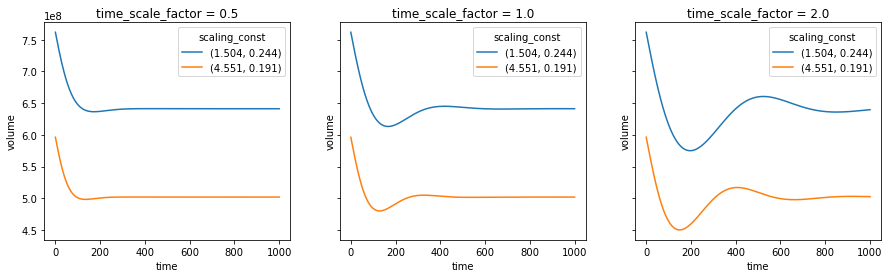 time_scale_factor = 0.5
1e8
scaling_const
(1.504, 0.244)
(4.551, 0.191)
volume
7.5
7.0
6.5
6.0
5.5
5.0
4.5
0 200 400 600 800 1000
time
time_scale_factor = 1.0
scaling_const
(1.504, 0.244)
(4.551, 0.191)
volume
0 200 400 600 800 1000
time
time_scale_factor = 2.0
scaling_const
(1.504, 0.244)
(4.551, 0.191)
volume
0 200 400 600 800 1000
time